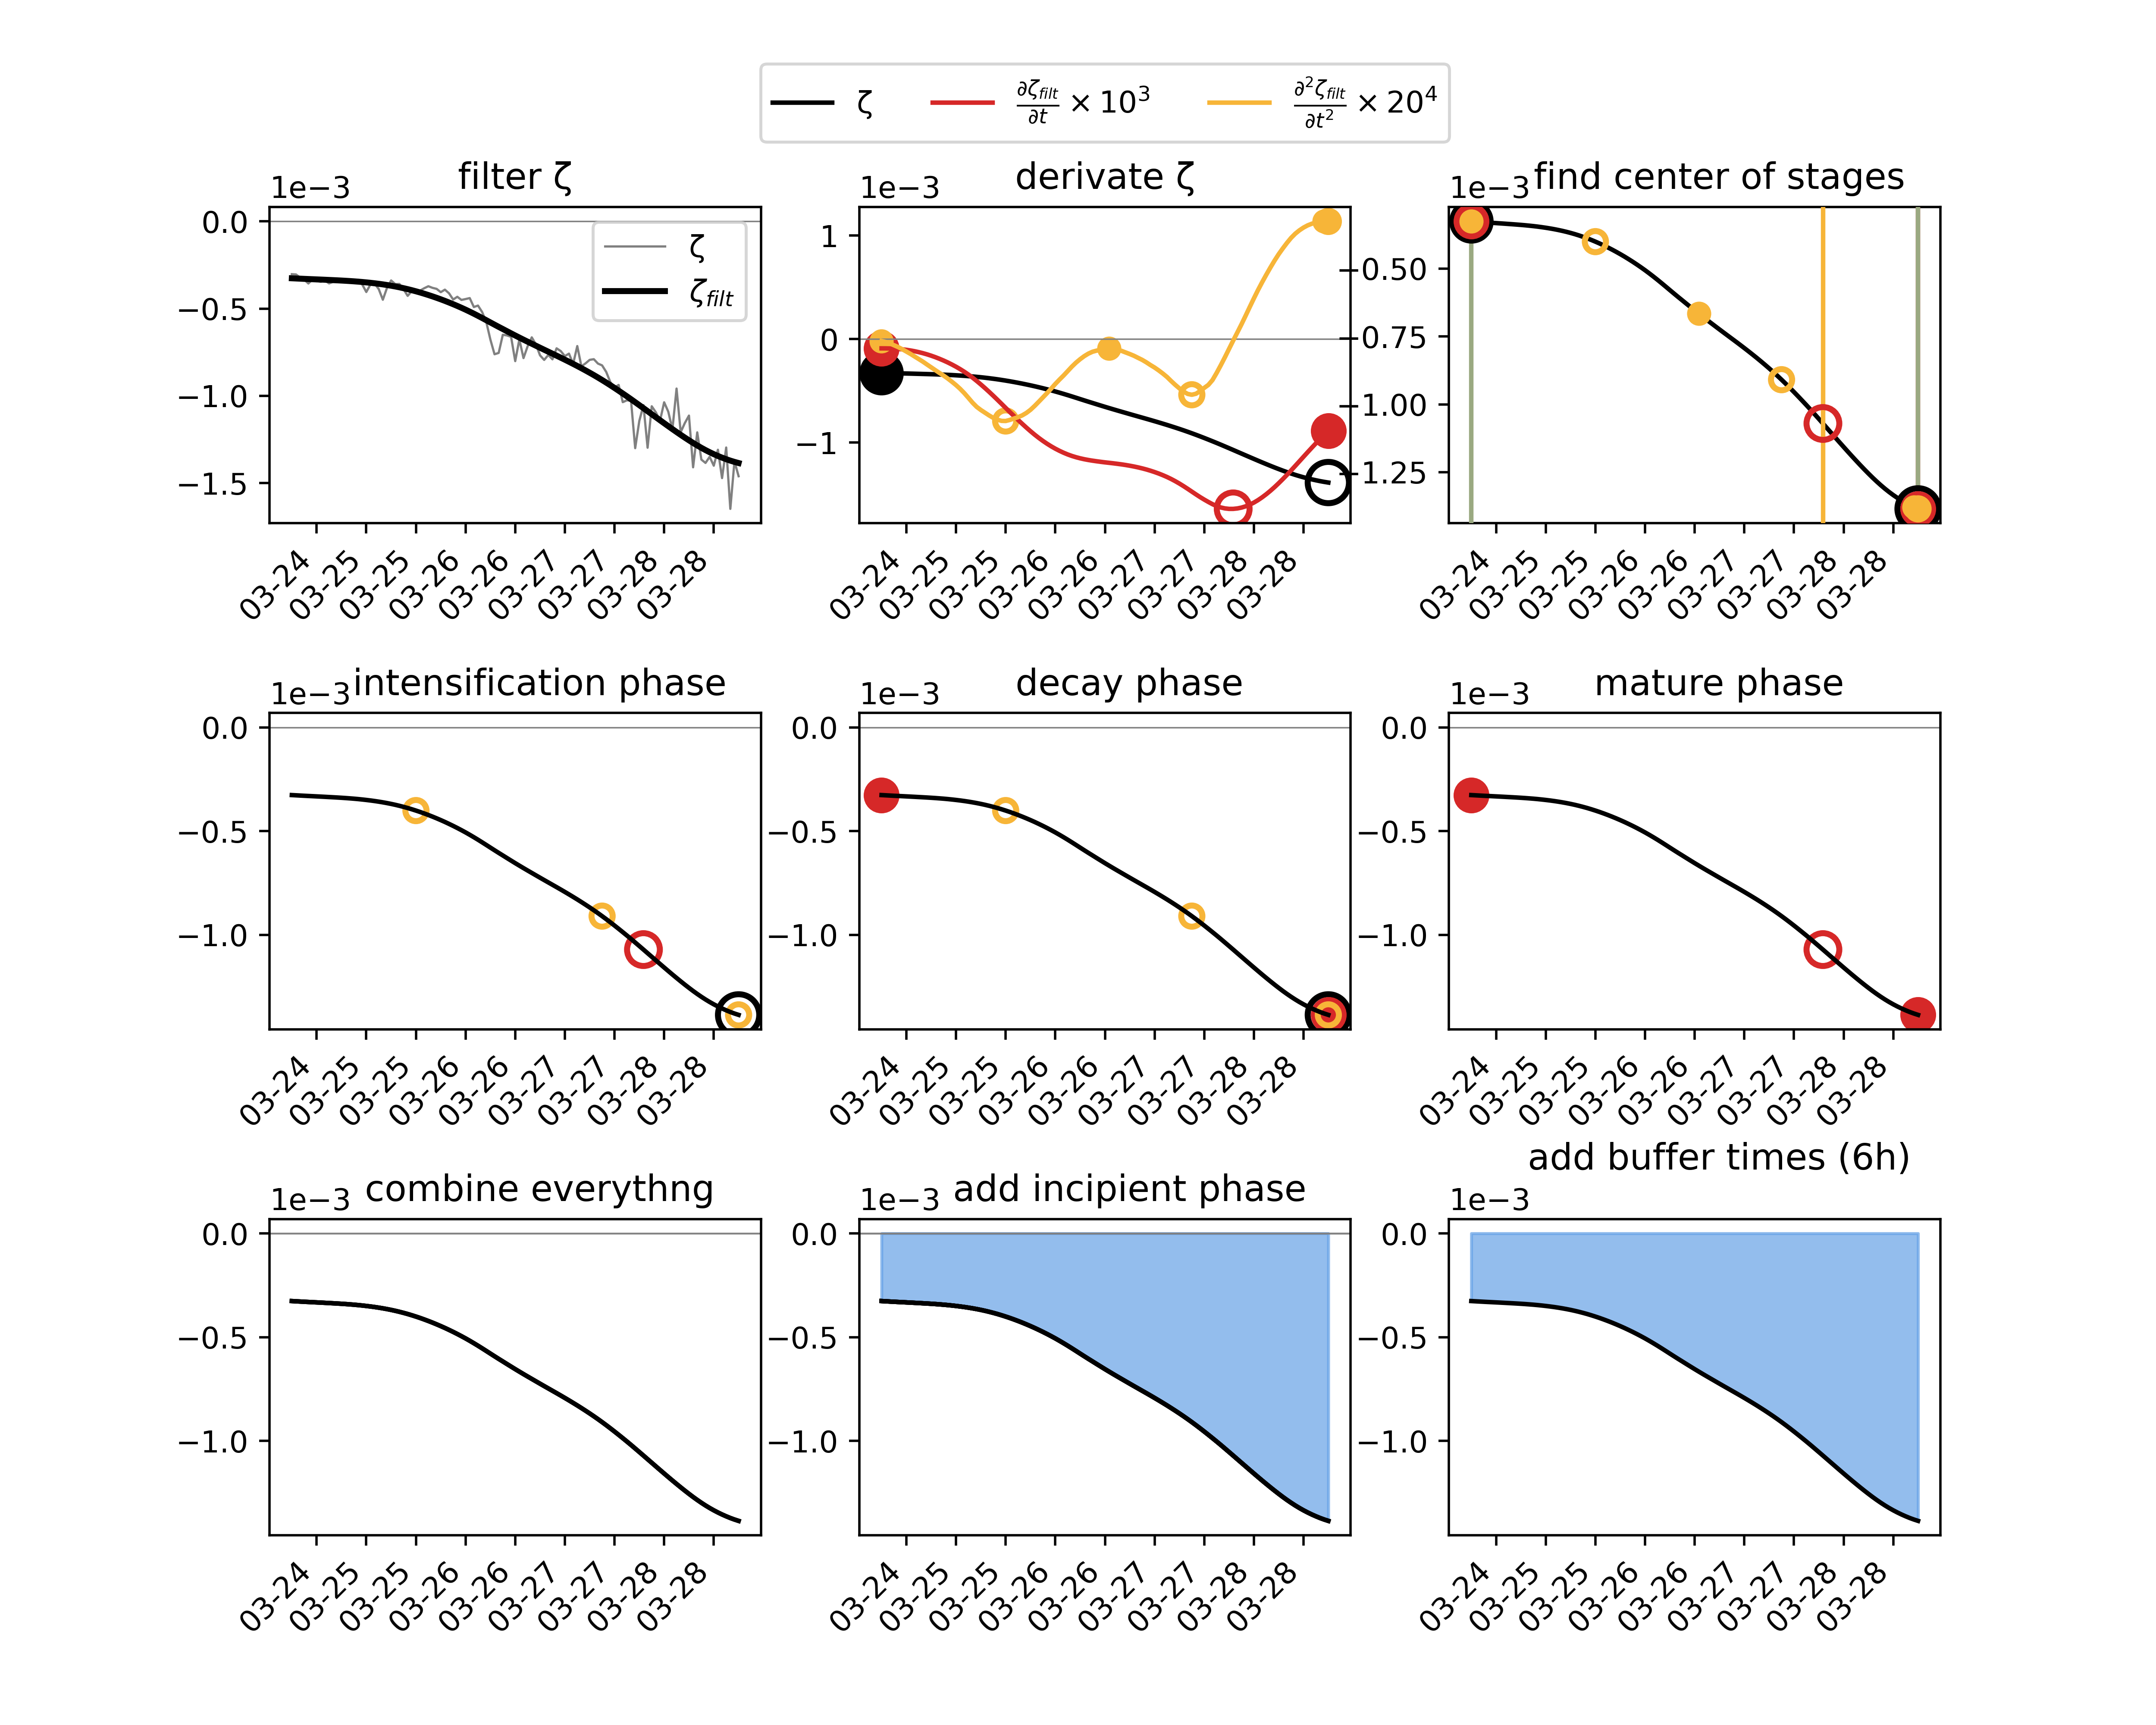 ζ  ∂ζ_filt/∂t × 10³  ∂²ζ_filt/∂t² × 20⁴
filter ζ  derivate ζ  find center of stages
1e−3  1e−3  1e−3
ζ
ζ_filt
0.0
−0.5
−1.0
−1.5
03-24 03-25 03-25 03-26 03-26 03-27 03-27 03-28 03-28
1
0
−1
03-24 03-25 03-25 03-26 03-26 03-27 03-27 03-28 03-28
−0.50
−0.75
−1.00
−1.25
03-24 03-25 03-25 03-26 03-26 03-27 03-27 03-28 03-28
intensification phase  decay phase  mature phase
1e−3  1e−3  1e−3
0.0
−0.5
−1.0
03-24 03-25 03-25 03-26 03-26 03-27 03-27 03-28 03-28
0.0
−0.5
−1.0
03-24 03-25 03-25 03-26 03-26 03-27 03-27 03-28 03-28
0.0
−0.5
−1.0
03-24 03-25 03-25 03-26 03-26 03-27 03-27 03-28 03-28
combine everythng  add incipient phase  add buffer times (6h)
1e−3  1e−3  1e−3
0.0
−0.5
−1.0
03-24 03-25 03-25 03-26 03-26 03-27 03-27 03-28 03-28
0.0
−0.5
−1.0
03-24 03-25 03-25 03-26 03-26 03-27 03-27 03-28 03-28
0.0
−0.5
−1.0
03-24 03-25 03-25 03-26 03-26 03-27 03-27 03-28 03-28